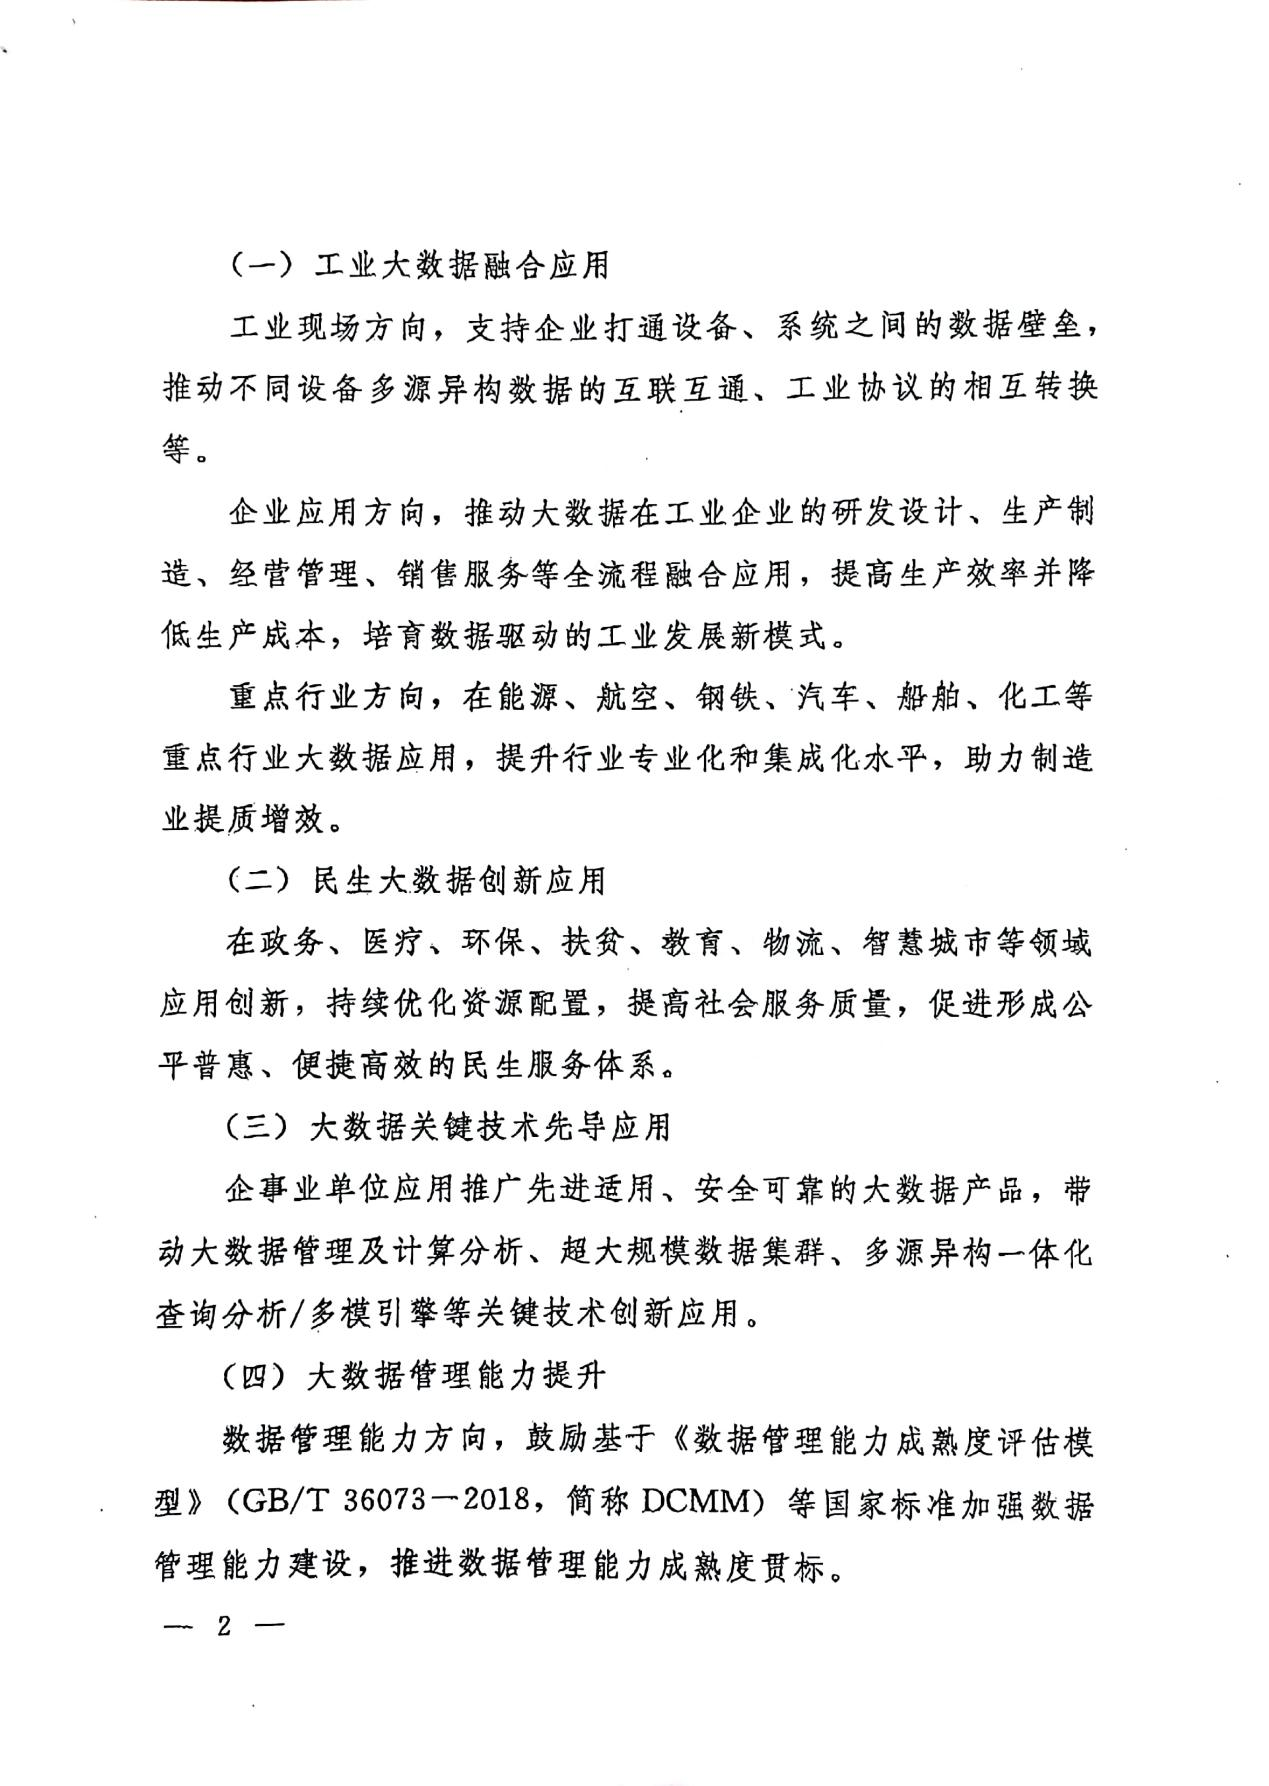 （一）工业大数据融合应用
工业现场方向，支持企业打通设备、系统之间的数据壁垒，
推动不同设备多源异构数据的互联互通、工业协议的相互转换
等。
企业应用方向，推动大数据在工业企业的研发设计、生产制
造、经营管理、销售服务等全流程融合应用，提高生产效率并降
低生产成本，培育数据驱动的工业发展新模式。
重点行业方向，在能源、航空、钢铁、汽车、船舶、化工等
重点行业大数据应用，提升行业专业化和集成化水平，助力制造
业提质增效。
（二）民生大数据创新应用
在政务、医疗、环保、扶贫、教育、物流、智慧城市等领域
应用创新，持续优化资源配置，提高社会服务质量，促进形成公
平普惠、便捷高效的民生服务体系。
（三）大数据关键技术先导应用
企事业单位应用推广先进适用、安全可靠的大数据产品，带
动大数据管理及计算分析、超大规模数据集群、多源异构一体化
查询分析/多模引擎等关键技术创新应用。
（四）大数据管理能力提升
数据管理能力方向，鼓励基于《数据管理能力成熟度评估模
型》（GB/T 36073—2018，简称 DCMM）等国家标准加强数据
管理能力建设，推进数据管理能力成熟度贯标。
— 2 —